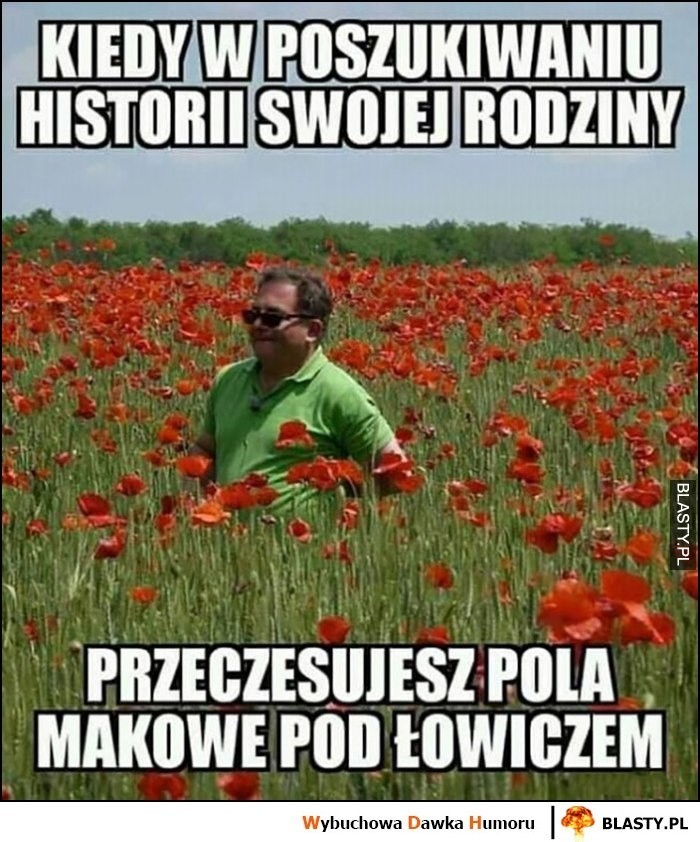 KIEDY W POSZUKIWANIU
HISTORII SWOJEJ RODZINY
BLASTY.PL
PRZECZESUJESZ POLA
MAKOWE POD ŁOWICZEM
Wybuchowa Dawka Humoru
BLASTY.PL